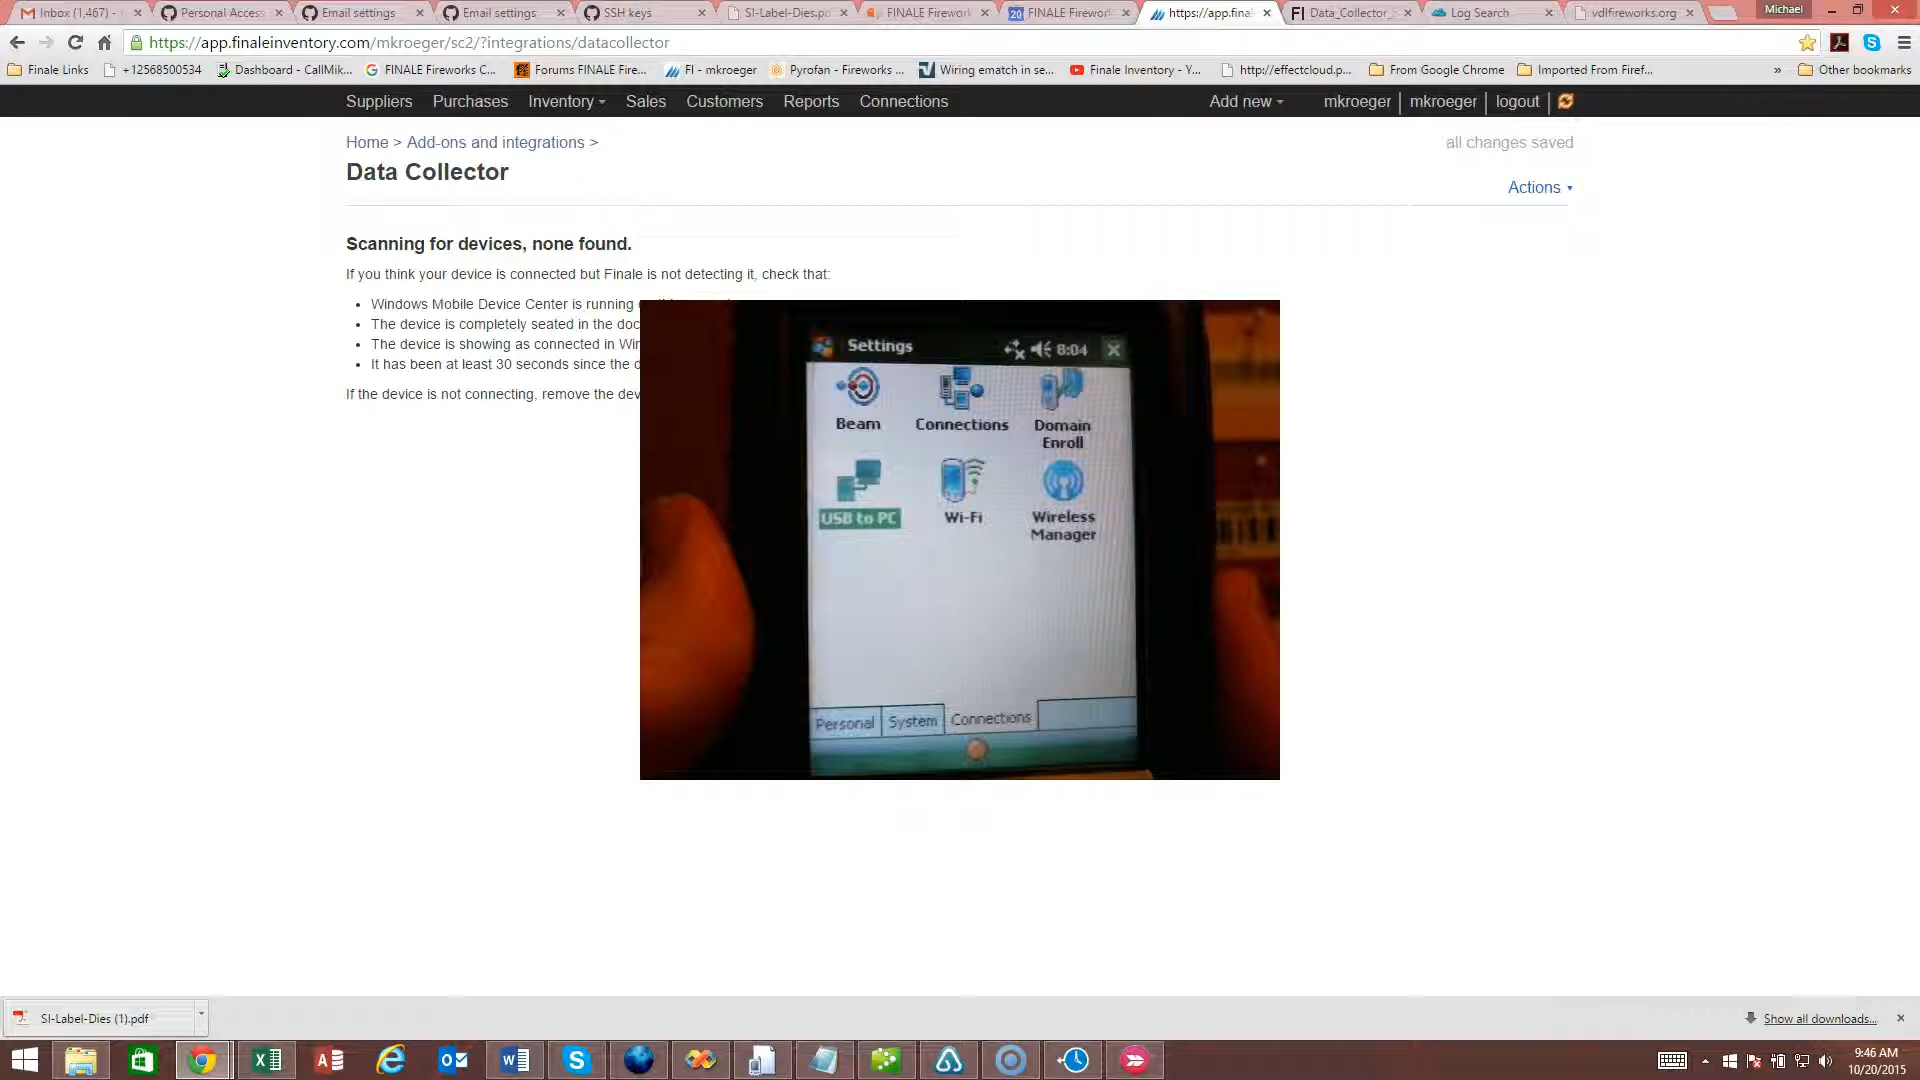 Inbox (1,467) -
Personal Access
Email settings
Email settings
SSH keys
SI-Label-Dies.pd
FINALE Firework
FINALE Firework
https://app.fina
Data_Collector_
Log Search
vdlfireworks.org
Michael
https://app.finaleinventory.com/mkroeger/sc2/?integrations/datacollector
Finale Links
+12568500534
Dashboard - CallMik...
FINALE Fireworks C...
Forums FINALE Fire...
FI - mkroeger
Pyrofan - Fireworks ...
Wiring ematch in se...
Finale Inventory - Y...
http://effectcloud.p...
From Google Chrome
Imported From Firef...
»
Other bookmarks
Suppliers Purchases Inventory Sales Customers Reports Connections
Add new mkroeger | mkroeger | logout |
Home > Add-ons and integrations >
all changes saved
Data Collector
Actions
Scanning for devices, none found.
If you think your device is connected but Finale is not detecting it, check that:
• Windows Mobile Device Center is running
• The device is completely seated in the doc
• The device is showing as connected in Win
• It has been at least 30 seconds since the d
If the device is not connecting, remove the dev
Settings 8:04
Beam Connections Domain
Enroll
USB to PC Wi-Fi Wireless
Manager
Personal System Connections
SI-Label-Dies (1).pdf
Show all downloads...
9:46 AM
10/20/2015